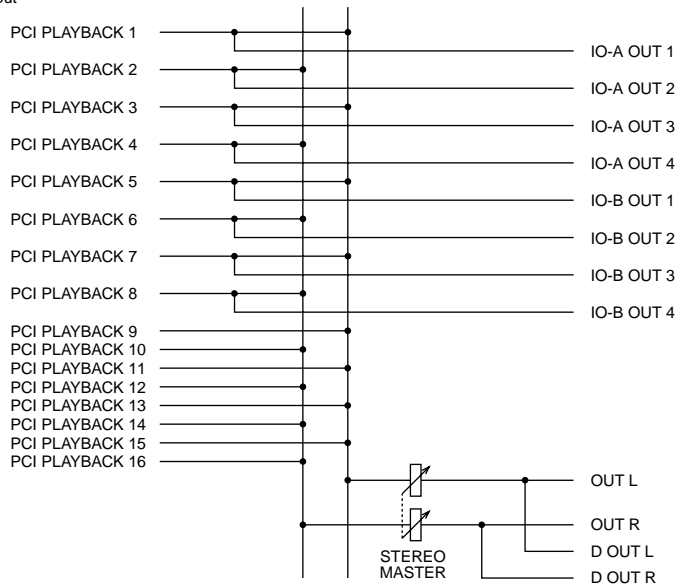 PCI PLAYBACK 1
IO-A OUT 1
PCI PLAYBACK 2
IO-A OUT 2
PCI PLAYBACK 3
IO-A OUT 3
PCI PLAYBACK 4
IO-A OUT 4
PCI PLAYBACK 5
IO-B OUT 1
PCI PLAYBACK 6
IO-B OUT 2
PCI PLAYBACK 7
IO-B OUT 3
PCI PLAYBACK 8
IO-B OUT 4
PCI PLAYBACK 9
PCI PLAYBACK 10
PCI PLAYBACK 11
PCI PLAYBACK 12
PCI PLAYBACK 13
PCI PLAYBACK 14
PCI PLAYBACK 15
PCI PLAYBACK 16
OUT L
OUT R
STEREO
MASTER
D OUT L
D OUT R